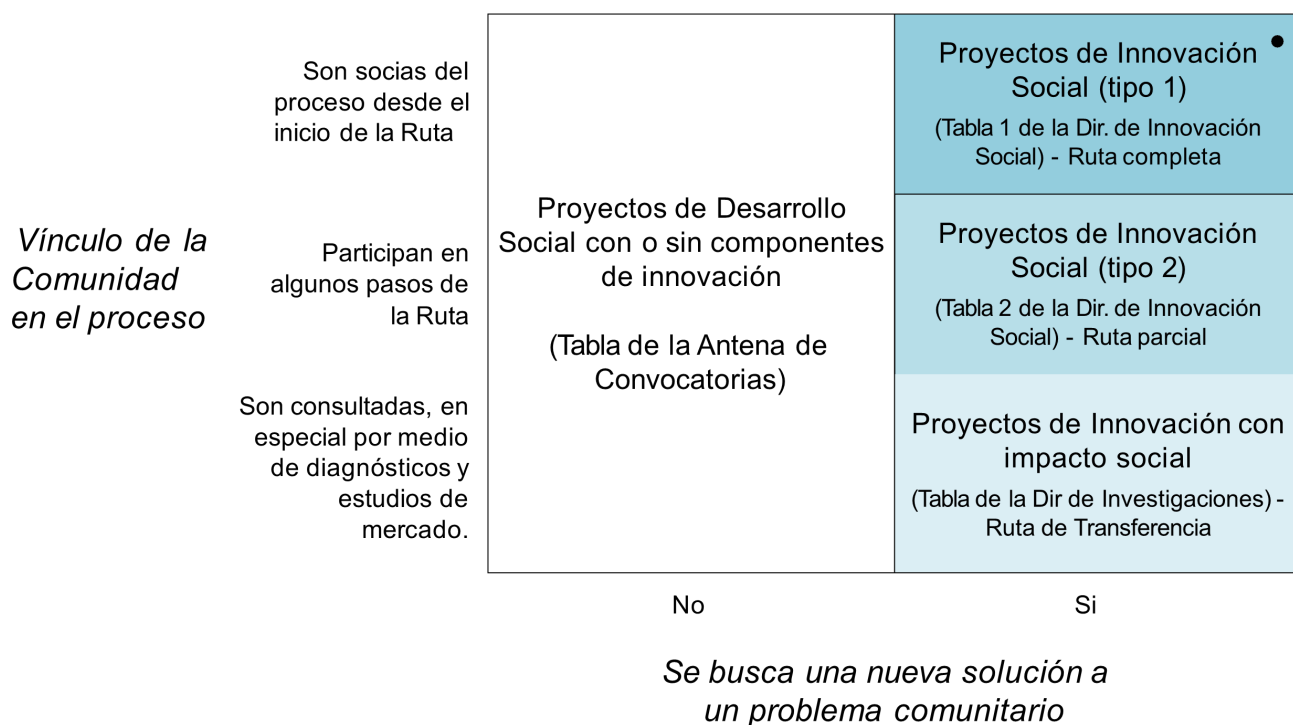 Vínculo de la
Comunidad
en el proceso
Son socias del
proceso desde el
inicio de la Ruta
Participan en
algunos pasos de
la Ruta
Son consultadas, en
especial por medio
de diagnósticos y
estudios de
mercado.
Proyectos de Desarrollo
Social con o sin componentes
de innovación
(Tabla de la Antena de
Convocatorias)
Proyectos de Innovación
Social (tipo 1)
(Tabla 1 de la Dir. de Innovación
Social) - Ruta completa
Proyectos de Innovación
Social (tipo 2)
(Tabla 2 de la Dir. de Innovación
Social) - Ruta parcial
Proyectos de Innovación con
impacto social
(Tabla de la Dir de Investigaciones) -
Ruta de Transferencia
No
Si
Se busca una nueva solución a
un problema comunitario